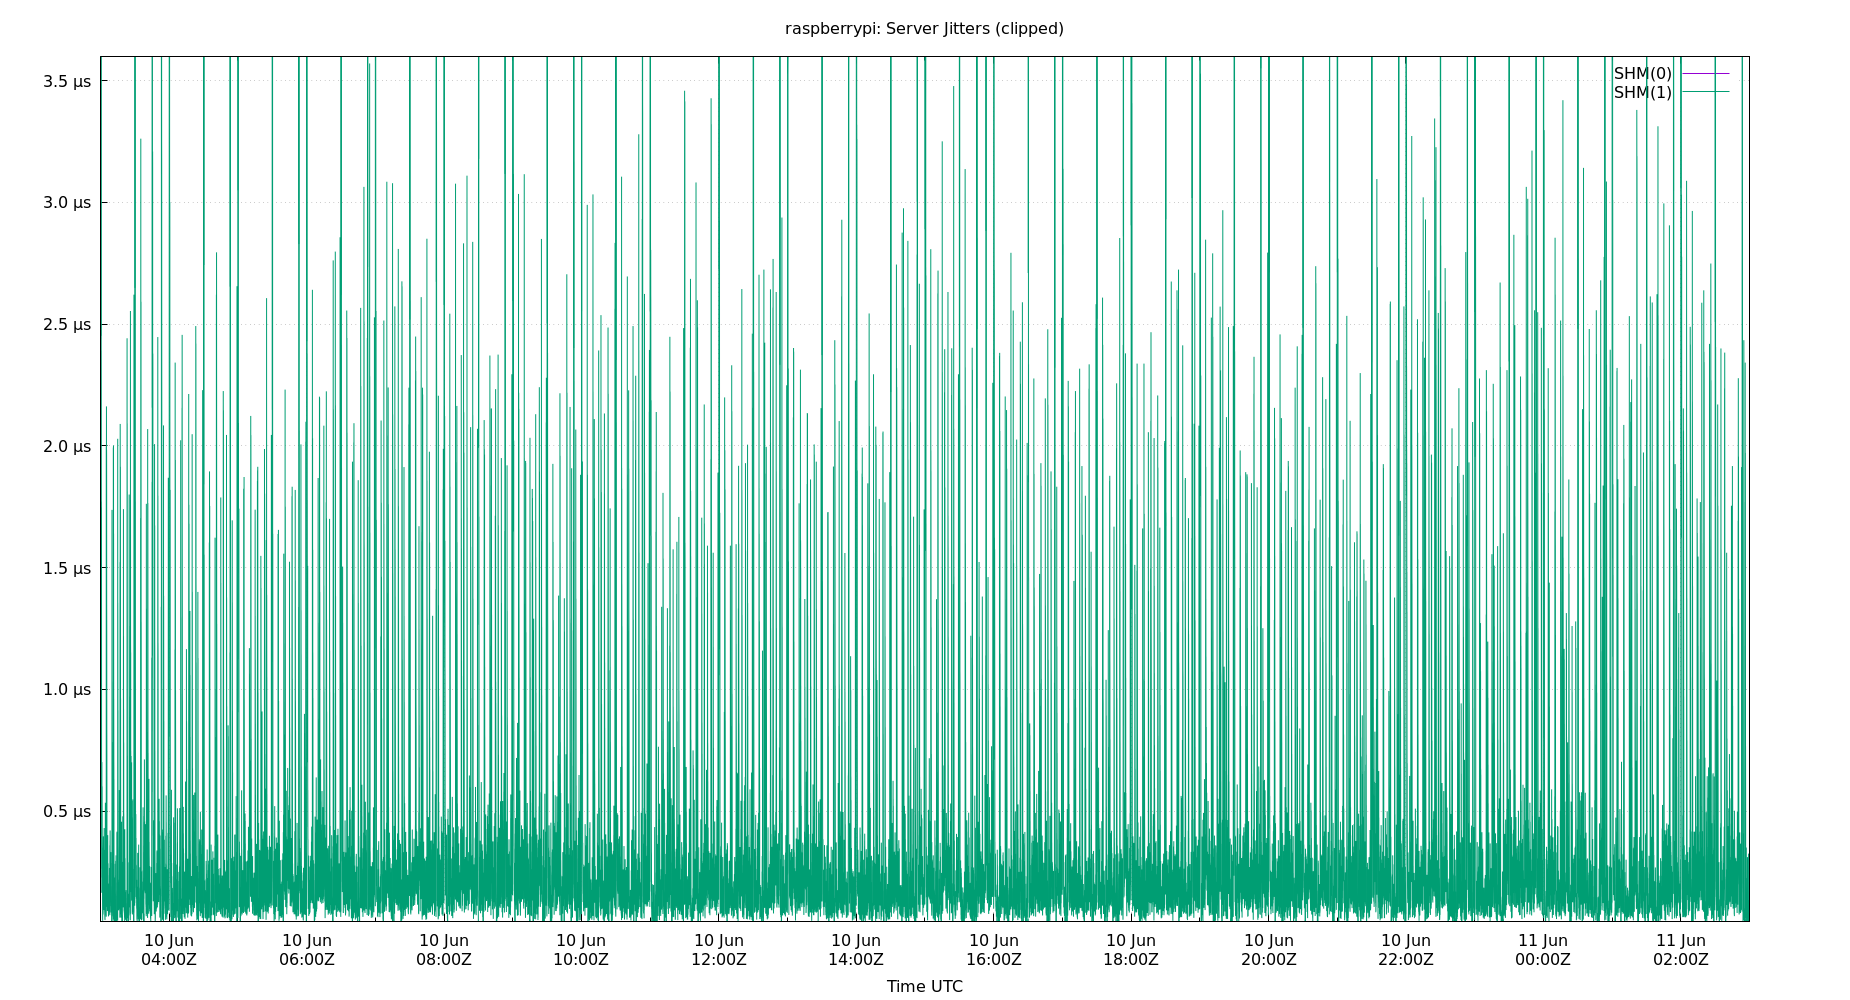 raspberrypi: Server Jitters (clipped)
3.5 µs
3.0 µs
2.5 µs
2.0 µs
1.5 µs
1.0 µs
0.5 µs
SHM(0)
SHM(1)
10 Jun 10 Jun 10 Jun 10 Jun 10 Jun 10 Jun 10 Jun 10 Jun 10 Jun 10 Jun 11 Jun 11 Jun
04:00Z 06:00Z 08:00Z 10:00Z 12:00Z 14:00Z 16:00Z 18:00Z 20:00Z 22:00Z 00:00Z 02:00Z
Time UTC